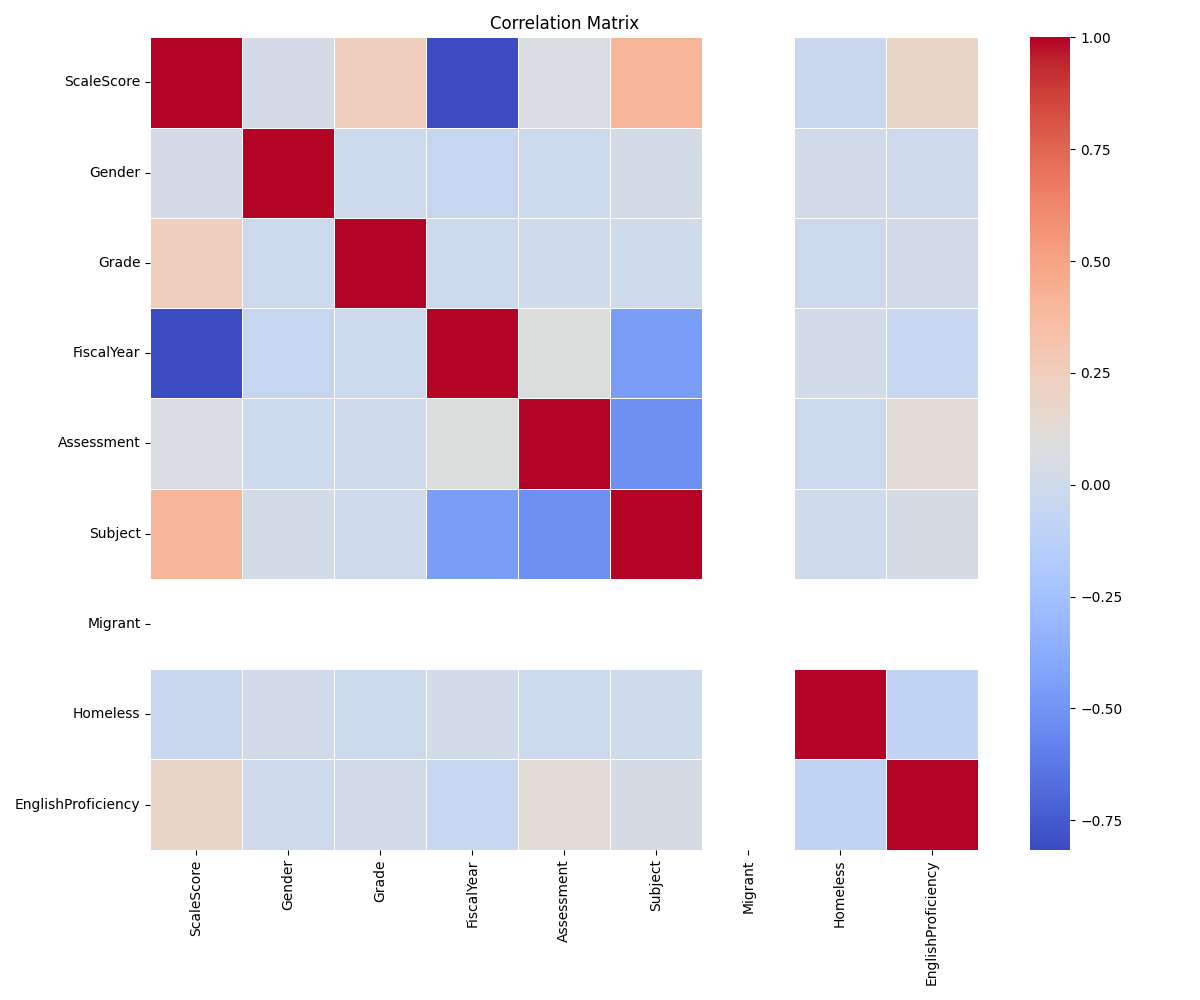 Correlation Matrix
ScaleScore
Gender
Grade
FiscalYear
Assessment
Subject
Migrant
Homeless
EnglishProficiency
ScaleScore
Gender
Grade
FiscalYear
Assessment
Subject
Migrant
Homeless
EnglishProficiency
1.00
0.75
0.50
0.25
0.00
−0.25
−0.50
−0.75